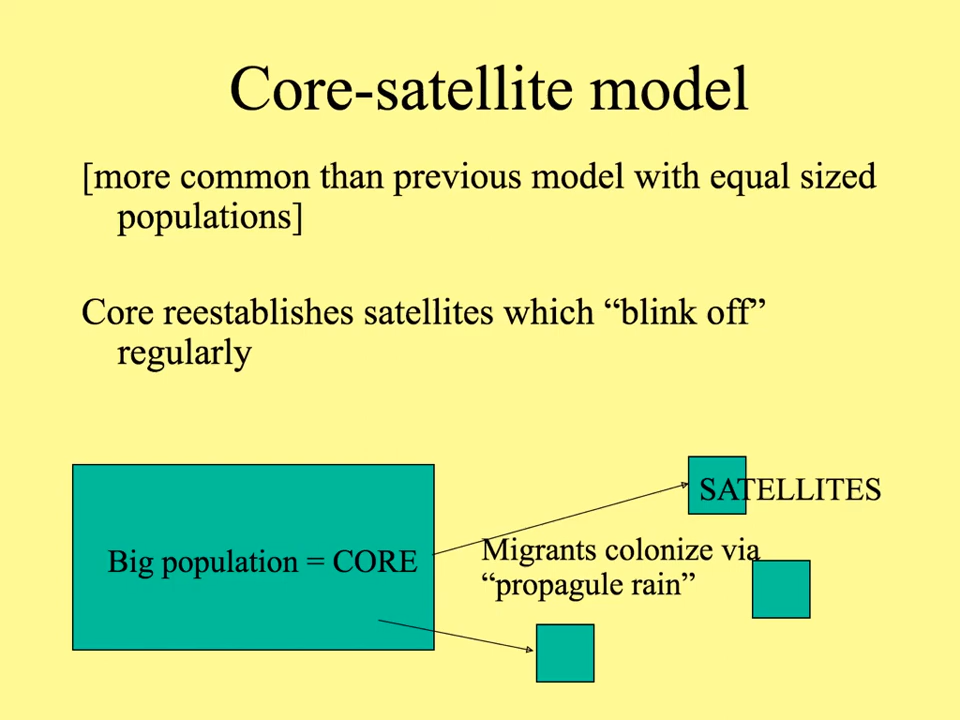 Core-satellite model
[more common than previous model with equal sized
populations]
Core reestablishes satellites which “blink off”
regularly
SATELLITES
Big population = CORE
Migrants colonize via
“propagule rain”